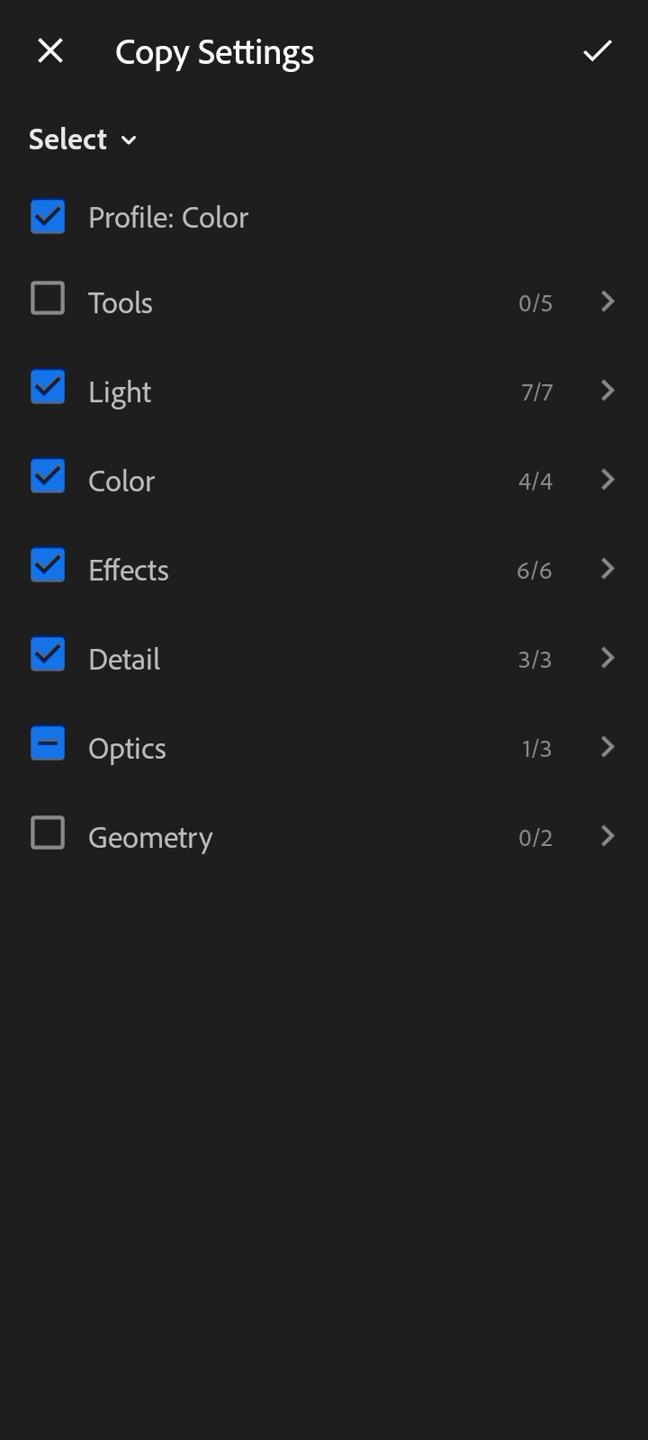 Copy Settings
Select
Profile: Color
Tools 0/5
Light 7/7
Color 4/4
Effects 6/6
Detail 3/3
Optics 1/3
Geometry 0/2